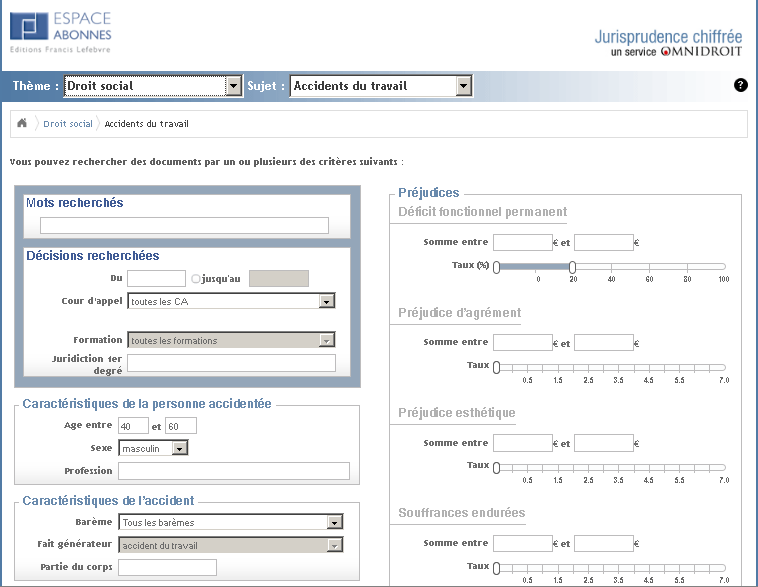 ESPACE
ABONNES
Editions Francis Lefebvre
Jurisprudence chiffrée
un service OMNIDROIT
Thème : Droit social Sujet : Accidents du travail ?
Droit social Accidents du travail
Vous pouvez rechercher des documents par un ou plusieurs des critères suivants :
Mots recherchés
Décisions recherchées
Du jusqu'au
Cour d'appel toutes les CA
Formation toutes les formations
Juridiction 1er
degré
Caractéristiques de la personne accidentée
Age entre 40 et 60
Sexe masculin
Profession
Caractéristiques de l'accident
Barème Tous les barèmes
Fait générateur accident du travail
Partie du corps
Préjudices
Déficit fonctionnel permanent
Somme entre € et €
Taux (%)
0 20 40 60 80 100
Préjudice d'agrément
Somme entre € et €
Taux
0.5 1.5 2.5 3.5 4.5 5.5 7.0
Préjudice esthétique
Somme entre € et €
Taux
0.5 1.5 2.5 3.5 4.5 5.5 7.0
Souffrances endurées
Somme entre € et €
Taux
0.5 1.5 2.5 3.5 4.5 5.5 7.0